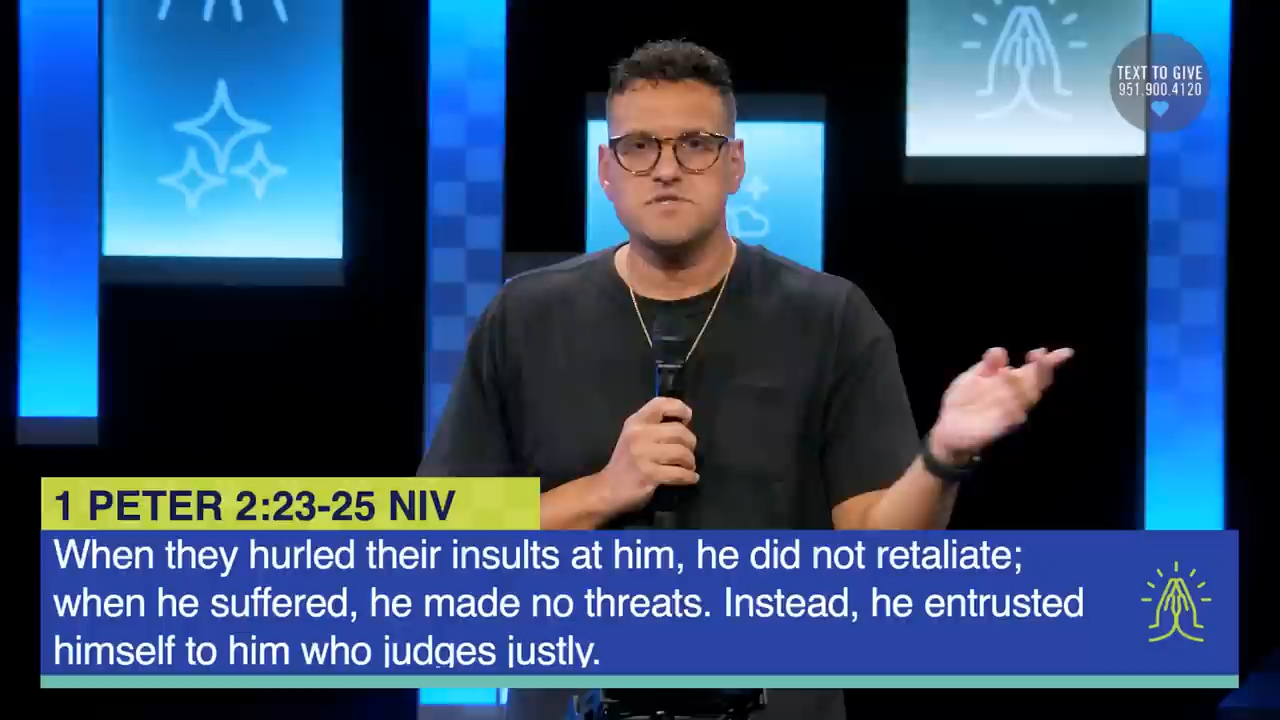 TEXT TO GIVE
951.900.4120
1 PETER 2:23-25 NIV
When they hurled their insults at him, he did not retaliate;
when he suffered, he made no threats. Instead, he entrusted
himself to him who judges justly.